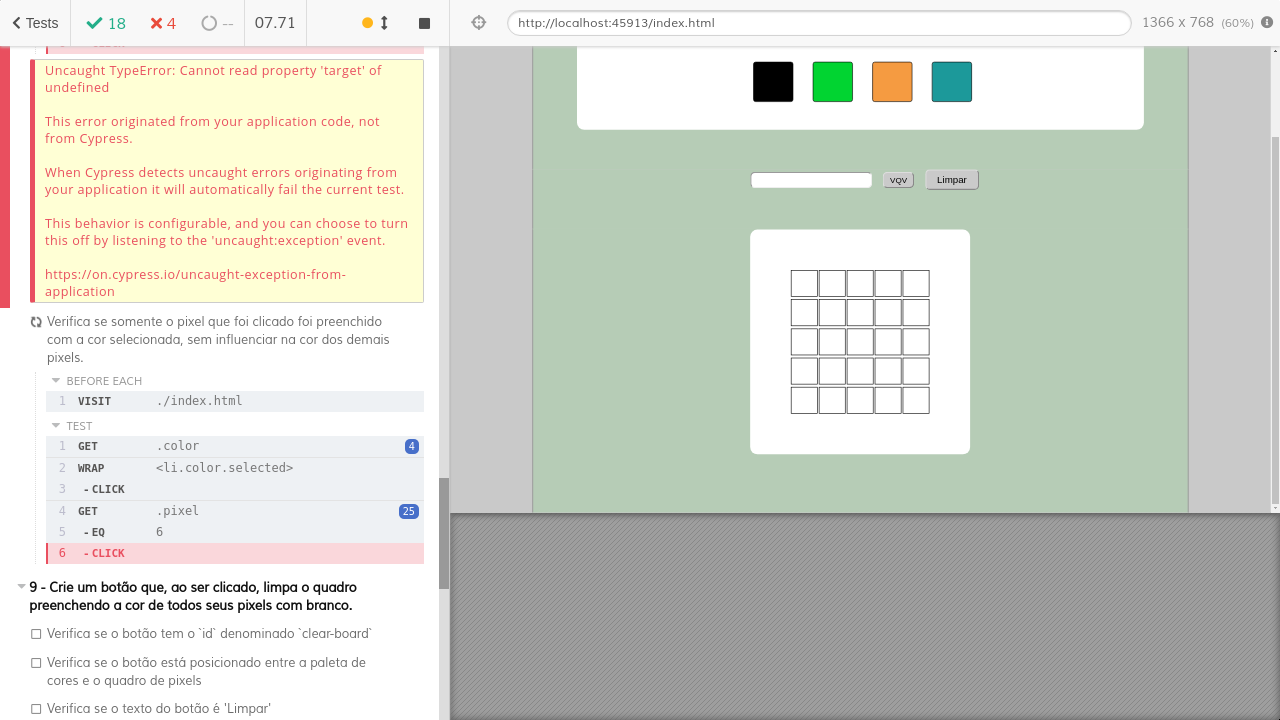 Tests
18
4
--
07.71
http://localhost:45913/index.html
1366 x 768 (60%)
Uncaught TypeError: Cannot read property 'target' of
undefined
This error originated from your application code, not
from Cypress.
When Cypress detects uncaught errors originating from
your application it will automatically fail the current test.
This behavior is configurable, and you can choose to turn
this off by listening to the 'uncaught:exception' event.
https://on.cypress.io/uncaught-exception-from-
application
Verifica se somente o pixel que foi clicado foi preenchido
com a cor selecionada, sem influenciar na cor dos demais
pixels.
BEFORE EACH
1 VISIT ./index.html
TEST
1 GET .color 4
2 WRAP <li.color.selected>
3 - CLICK
4 GET .pixel 25
5 - EQ 6
6 - CLICK
9 - Crie um botão que, ao ser clicado, limpa o quadro
preenchendo a cor de todos seus pixels com branco.
Verifica se o botão tem o `id` denominado `clear-board`
Verifica se o botão está posicionado entre a paleta de
cores e o quadro de pixels
Verifica se o texto do botão é 'Limpar'
VQV
Limpar